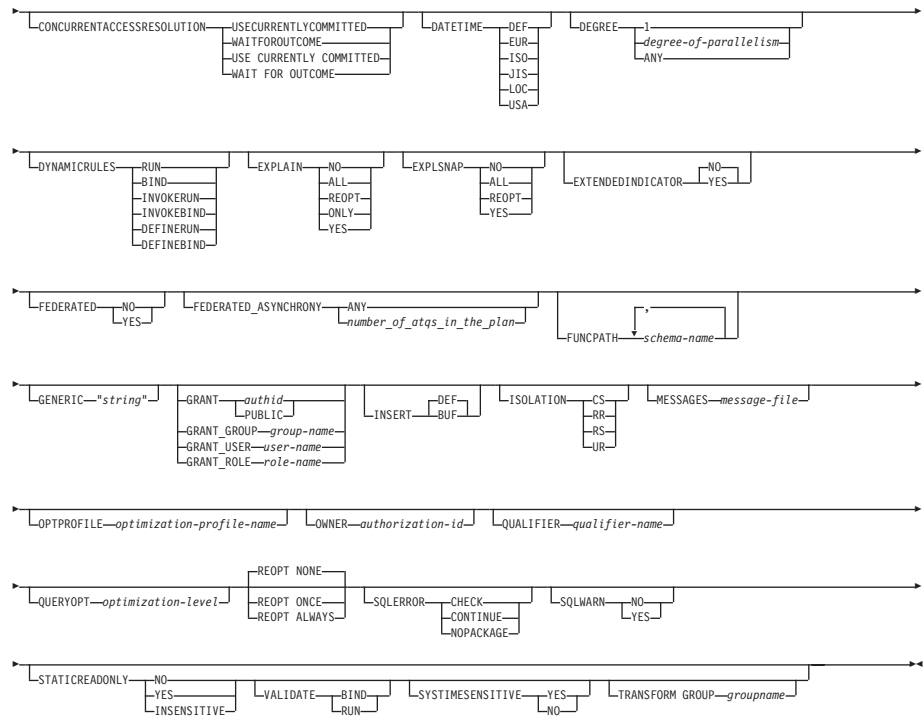 CONCURRENTACCESSRESOLUTION USECURRENTLYCOMMITTED DATETIME DEF DEGREE 1
WAITFOROUTCOME EUR degree-of-parallelism
USE CURRENTLY COMMITTED ISO ANY
WAIT FOR OUTCOME JIS
LOC
USA
DYNAMICRULES RUN EXPLAIN NO EXPLSNAP NO EXTENDEDINDICATOR NO
BIND ALL ALL YES
INVOKERUN REOPT REOPT
INVOKEBIND ONLY YES
DEFINERUN YES
DEFINEBIND
FEDERATED NO FEDERATED_ASYNCHRONY ANY FUNCPATH , schema-name
YES number_of_atqs_in_the_plan
GENERIC "string" GRANT authid INSERT DEF ISOLATION CS MESSAGES message-file
PUBLIC BUF RR
GRANT_GROUP group-name RS
GRANT_USER user-name UR
GRANT_ROLE role-name
OPTPROFILE optimization-profile-name OWNER authorization-id QUALIFIER qualifier-name
REOPT NONE
QUERYOPT optimization-level REOPT ONCE SQLERROR CHECK SQLWARN NO
REOPT ALWAYS CONTINUE YES
NOPACKAGE
STATICREADONLY NO VALIDATE BIND SYSTIMESENSITIVE YES TRANSFORM GROUP groupname
YES RUN NO
INSENSITIVE